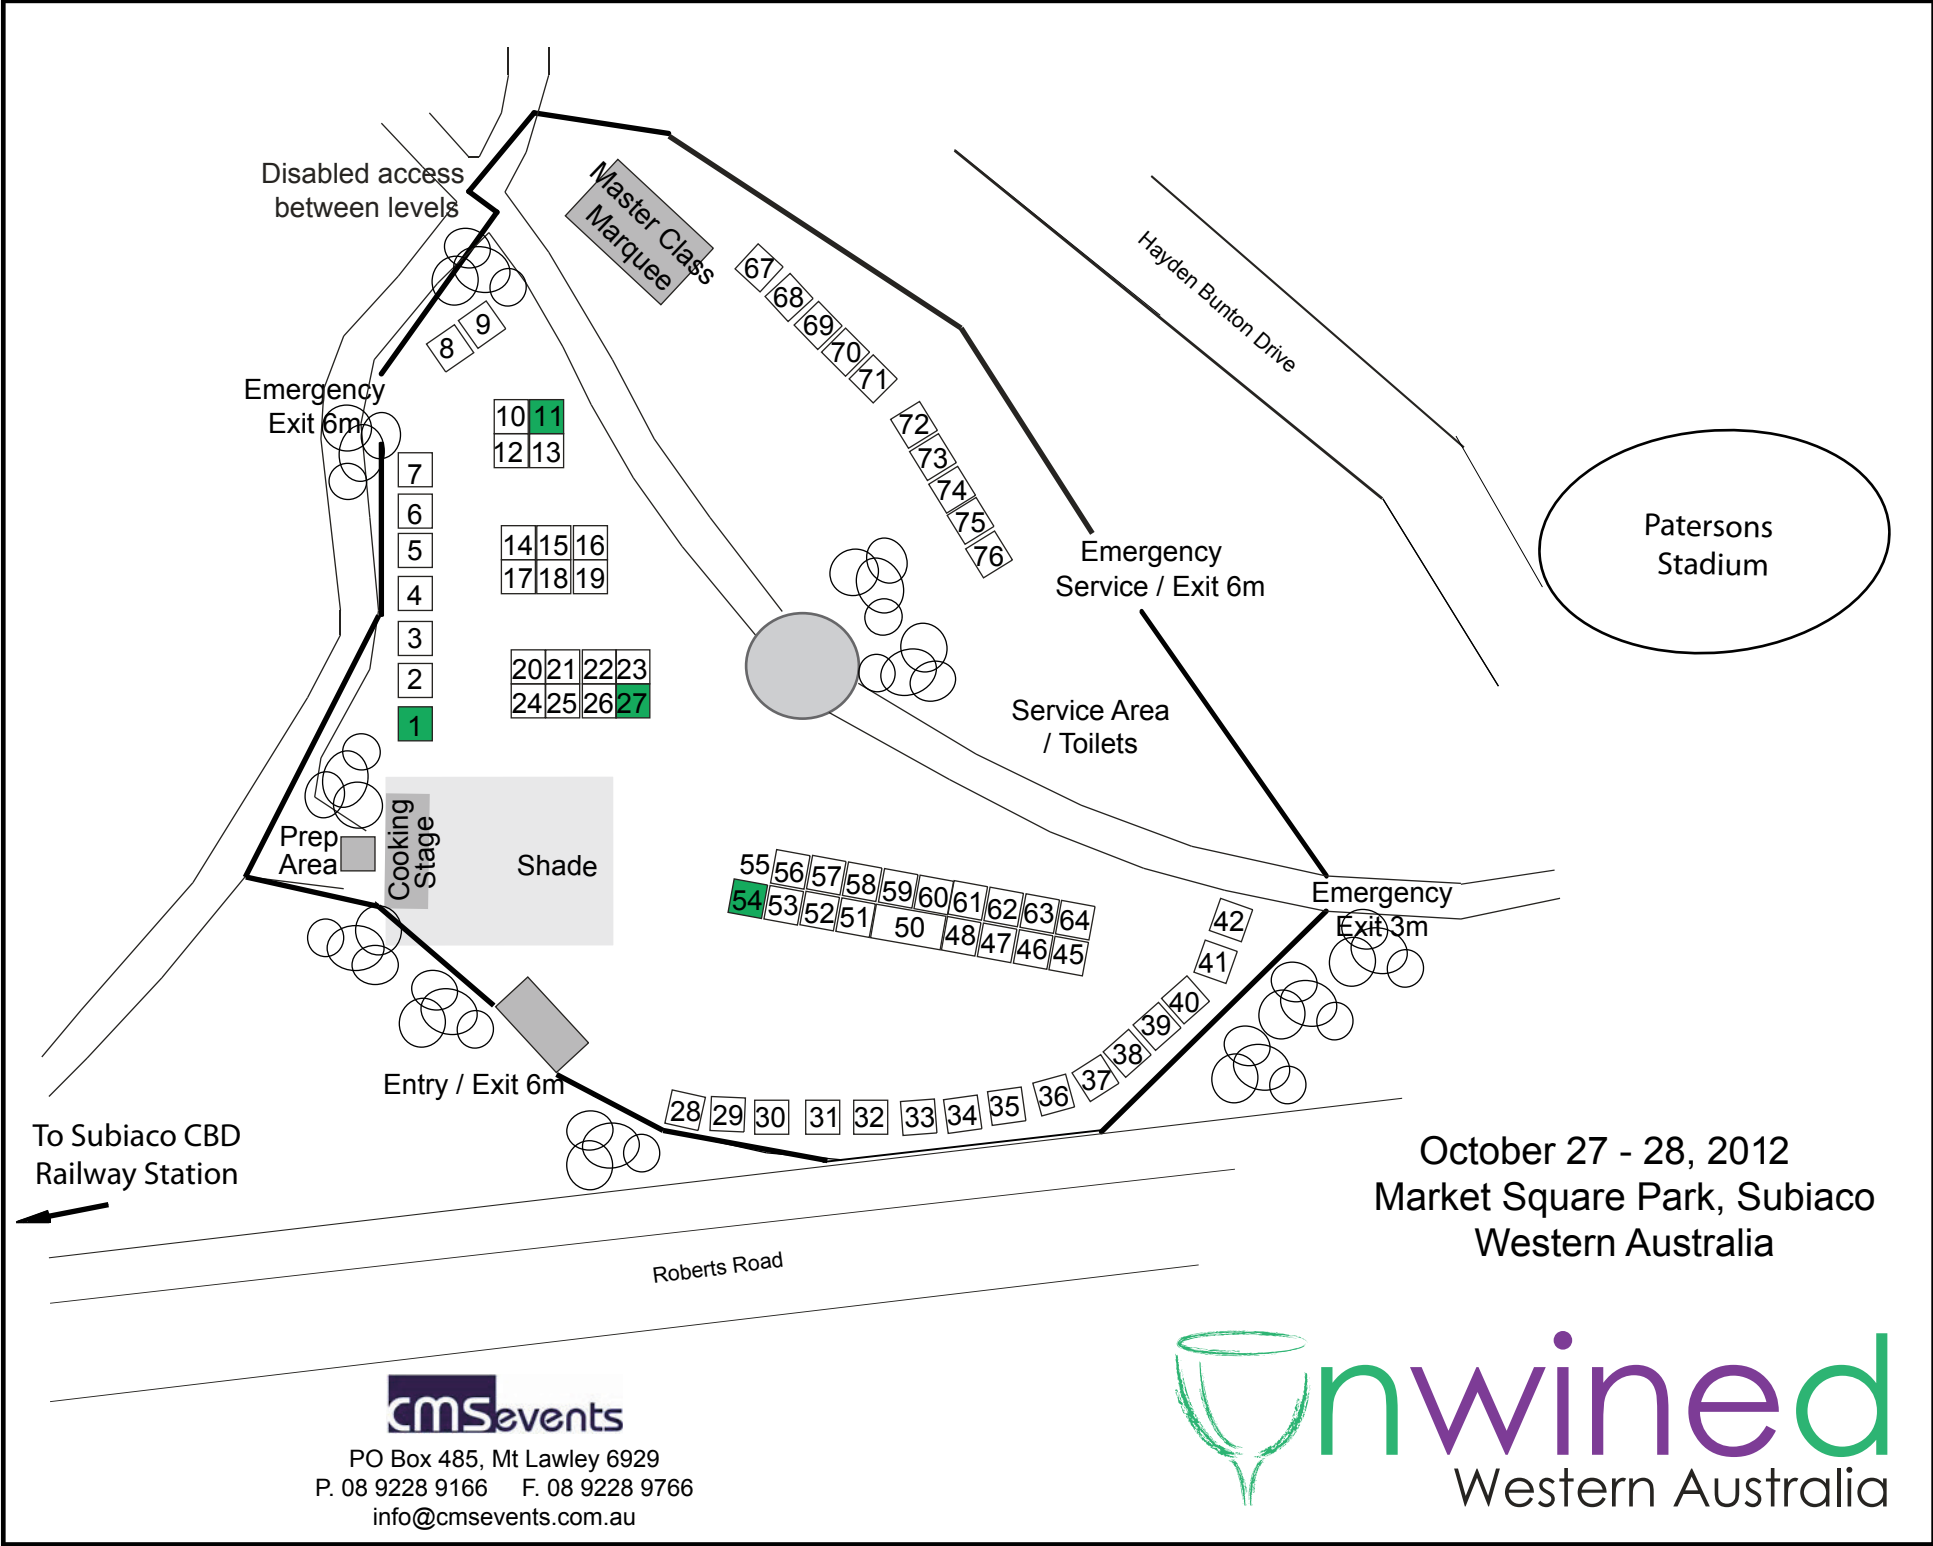 Disabled access
between levels
Master Class
Marquee
67
68
69
70
71
72
73
74
75
76
Hayden Bunton Drive
Patersons
Stadium
9
8
Emergency
Exit 6m
10 11
12 13
7
6
5
4
3
2
1
14 15 16
17 18 19
20 21 22 23
24 25 26 27
Emergency
Service / Exit 6m
Service Area
/ Toilets
Prep
Area
Cooking
Stage
Shade
55 56 57 58 59 60 61 62 63 64
54 53 52 51 50 48 47 46 45
Emergency
Exit 3m
42
41
40
39
38
37
36
35
34
33
32
31
30
29
28
Entry / Exit 6m
To Subiaco CBD
Railway Station
Roberts Road
October 27 - 28, 2012
Market Square Park, Subiaco
Western Australia
cmsevents
PO Box 485, Mt Lawley 6929
P. 08 9228 9166 F. 08 9228 9766
info@cmsevents.com.au
unwined
Western Australia